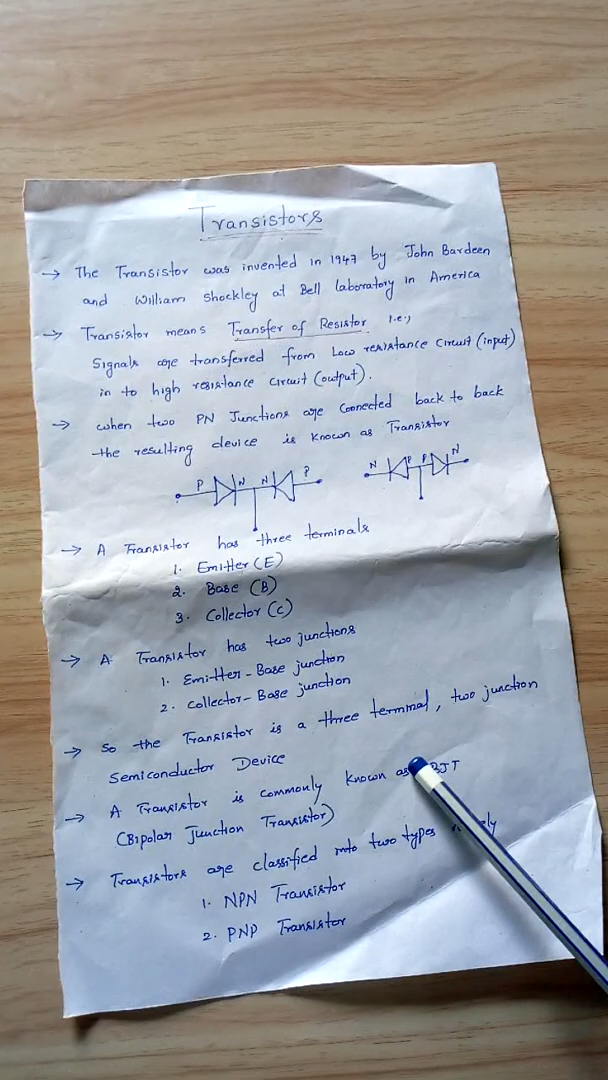 Transistors
→ The Transistor was invented in 1947 by John Bardeen
and William Shockley at Bell laboratory in America
→ Transistor means Transfer of Resistor i.e.,
Signals are transferred from Low resistance Circuit (input)
in to high resistance circuit (output).
→ when two PN Junctions are Connected back to back
the resulting device is known as Transistor
P N N P
N P P N
→ A Transistor has three terminals
1. Emitter (E)
2. Base (B)
3. Collector (C)
→ A Transistor has two junctions
1. Emitter-Base junction
2. Collector-Base junction
→ So the Transistor is a three terminal, two junction
Semiconductor Device
→ A Transistor is commonly known as BJT
(Bipolar Junction Transistor)
→ Transistors are classified into two types
1. NPN Transistor
2. PNP Transistor